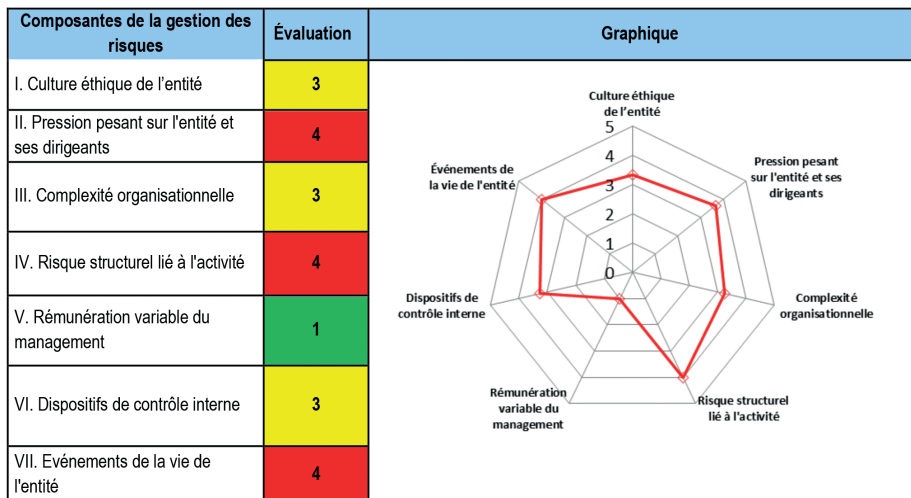 Composantes de la gestion des
risques
Évaluation
Graphique
I. Culture éthique de l’entité
3
II. Pression pesant sur l'entité et
ses dirigeants
4
III. Complexité organisationnelle
3
IV. Risque structurel lié à l'activité
4
V. Rémunération variable du
management
1
VI. Dispositifs de contrôle interne
3
VII. Evénements de la vie de
l'entité
4
Culture éthique
de l’entité
5
4
3
2
1
0
Pression pesant
sur l'entité et ses
dirigeants
Complexité
organisationnelle
Risque structurel
lié à l'activité
Rémunération
variable du
management
Dispositifs de
contrôle interne
Événements de
la vie de l'entité